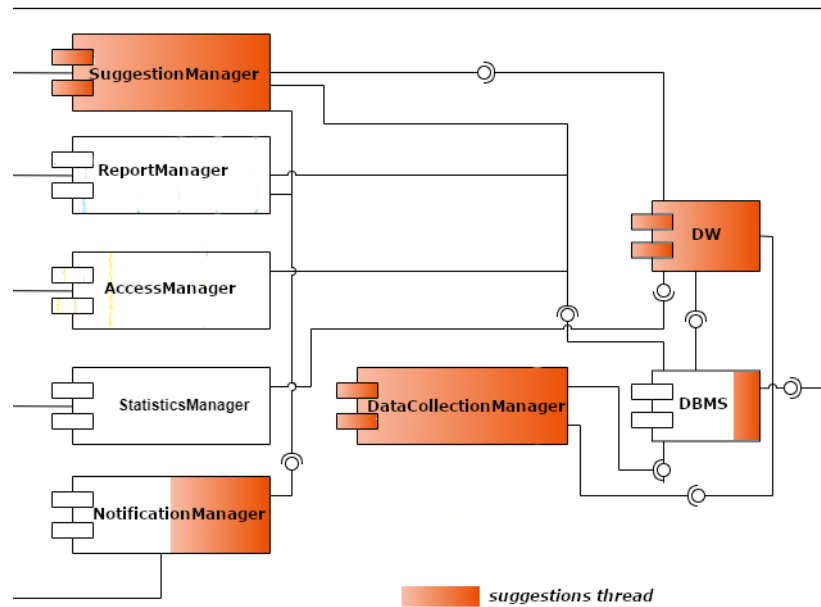 SuggestionManager
ReportManager
DW
AccessManager
StatisticsManager
DataCollectionManager
DBMS
NotificationManager
suggestions thread